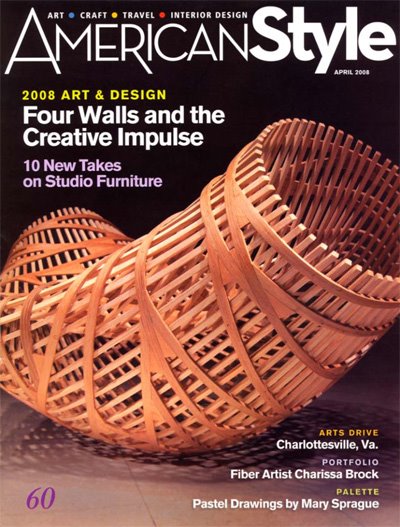 ART • CRAFT • TRAVEL • INTERIOR DESIGN
AMERICANStyle
APRIL 2008
2008 ART & DESIGN
Four Walls and the
Creative Impulse
10 New Takes
on Studio Furniture
ARTS DRIVE
Charlottesville, Va.
PORTFOLIO
Fiber Artist Charissa Brock
PALETTE
Pastel Drawings by Mary Sprague
60